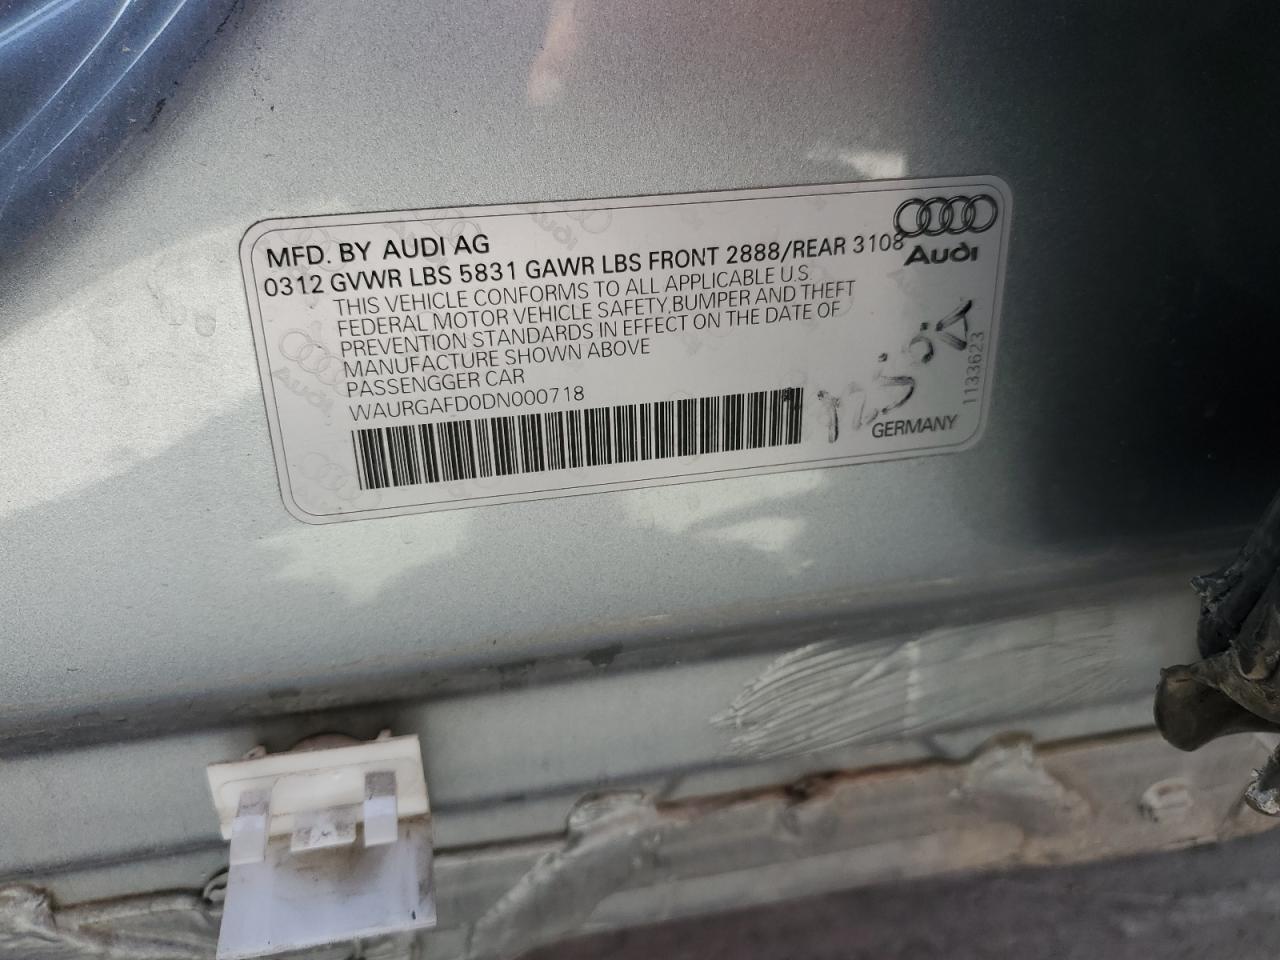 MFD. BY AUDI AG
0312 GVWR LBS 5831 GAWR LBS FRONT 2888/REAR 3108
THIS VEHICLE CONFORMS TO ALL APPLICABLE U.S
FEDERAL MOTOR VEHICLE SAFETY,BUMPER AND THEFT
PREVENTION STANDARDS IN EFFECT ON THE DATE OF
MANUFACTURE SHOWN ABOVE
PASSENGGER CAR
WAURGAFD0DN000718
Audi
1133623
GERMANY